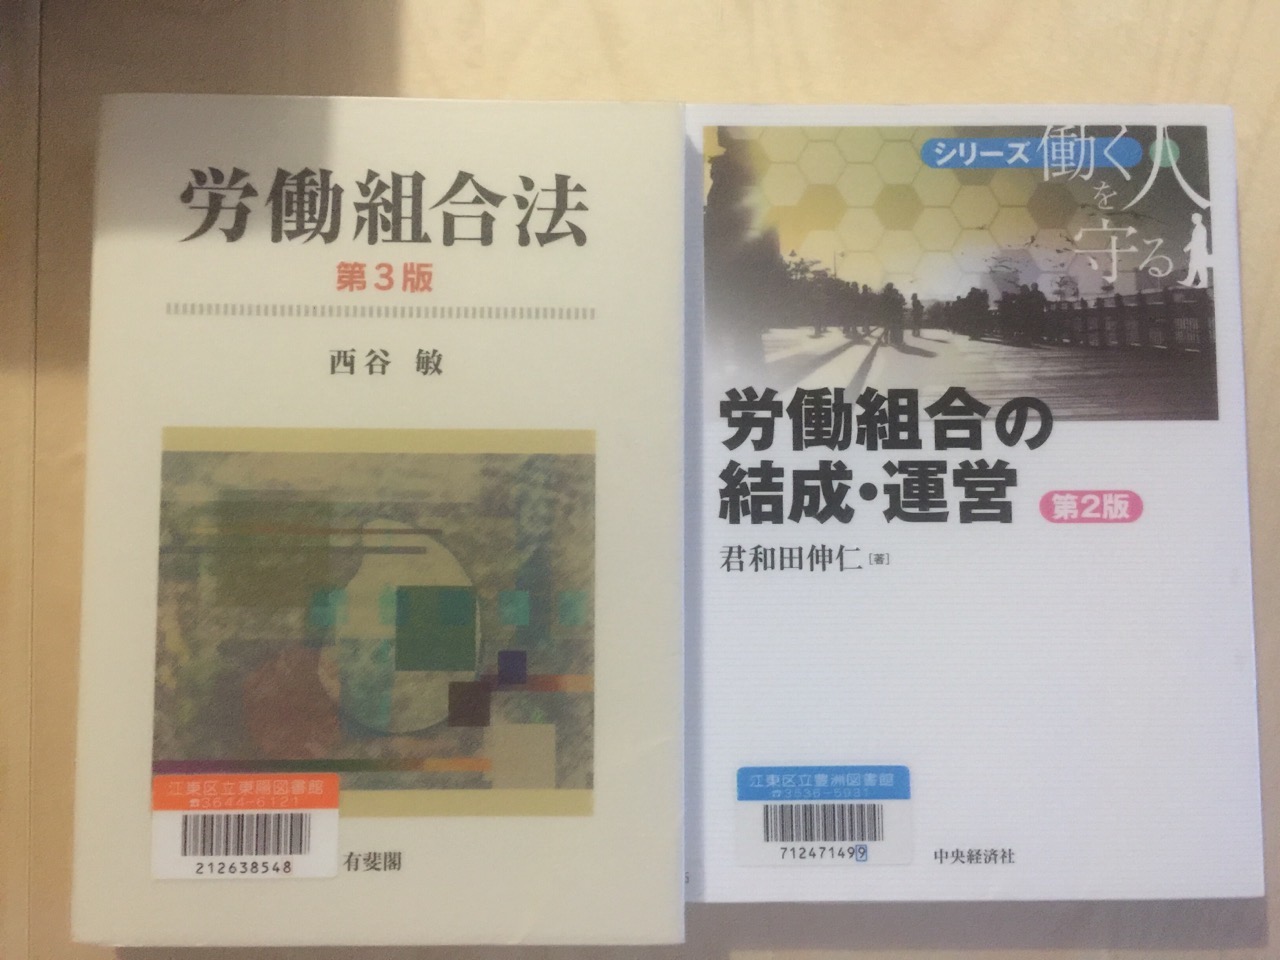 労働組合法
第3版
西谷 敏
江東区立東陽図書館
☎3644-6121
212638548
有斐閣
シリーズ 働く人を守る
労働組合の
結成・運営 第2版
君和田伸仁[著]
江東区立豊洲図書館
☎3536-5931
712471499
中央経済社